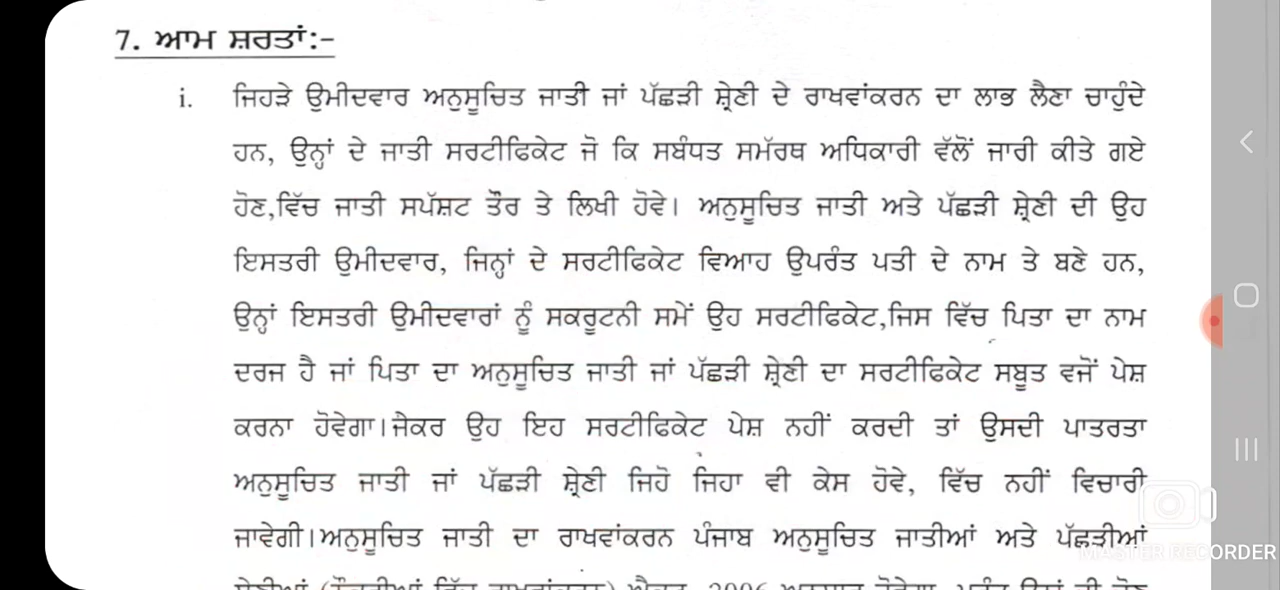 7. ਆਮ ਸ਼ਰਤਾਂ:-
i. ਜਿਹੜੇ ਉਮੀਦਵਾਰ ਅਨੁਸੂਚਿਤ ਜਾਤੀ ਜਾਂ ਪੱਛੜੀ ਸ਼੍ਰੇਣੀ ਦੇ ਰਾਖਵਾਂਕਰਨ ਦਾ ਲਾਭ ਲੈਣਾ ਚਾਹੁੰਦੇ
ਹਨ, ਉਨ੍ਹਾਂ ਦੇ ਜਾਤੀ ਸਰਟੀਫਿਕੇਟ ਜੋ ਕਿ ਸਬੰਧਤ ਸਮੱਰਥ ਅਧਿਕਾਰੀ ਵੱਲੋਂ ਜਾਰੀ ਕੀਤੇ ਗਏ
ਹੋਣ,ਵਿੱਚ ਜਾਤੀ ਸਪੱਸ਼ਟ ਤੌਰ ਤੇ ਲਿਖੀ ਹੋਵੇ। ਅਨੁਸੂਚਿਤ ਜਾਤੀ ਅਤੇ ਪੱਛੜੀ ਸ਼੍ਰੇਣੀ ਦੀ ਉਹ
ਇਸਤਰੀ ਉਮੀਦਵਾਰ, ਜਿਨ੍ਹਾਂ ਦੇ ਸਰਟੀਫਿਕੇਟ ਵਿਆਹ ਉਪਰੰਤ ਪਤੀ ਦੇ ਨਾਮ ਤੇ ਬਣੇ ਹਨ,
ਉਨ੍ਹਾਂ ਇਸਤਰੀ ਉਮੀਦਵਾਰਾਂ ਨੂੰ ਸਕਰੂਟਨੀ ਸਮੇਂ ਉਹ ਸਰਟੀਫਿਕੇਟ,ਜਿਸ ਵਿੱਚ ਪਿਤਾ ਦਾ ਨਾਮ
ਦਰਜ ਹੈ ਜਾਂ ਪਿਤਾ ਦਾ ਅਨੁਸੂਚਿਤ ਜਾਤੀ ਜਾਂ ਪੱਛੜੀ ਸ਼੍ਰੇਣੀ ਦਾ ਸਰਟੀਫਿਕੇਟ ਸਬੂਤ ਵਜੋਂ ਪੇਸ਼
ਕਰਨਾ ਹੋਵੇਗਾ।ਜੇਕਰ ਉਹ ਇਹ ਸਰਟੀਫਿਕੇਟ ਪੇਸ਼ ਨਹੀਂ ਕਰਦੀ ਤਾਂ ਉਸਦੀ ਪਾਤਰਤਾ
ਅਨੁਸੂਚਿਤ ਜਾਤੀ ਜਾਂ ਪੱਛੜੀ ਸ਼੍ਰੇਣੀ ਜਿਹੋ ਜਿਹਾ ਵੀ ਕੇਸ ਹੋਵੇ, ਵਿੱਚ ਨਹੀਂ ਵਿਚਾਰੀ
ਜਾਵੇਗੀ।ਅਨੁਸੂਚਿਤ ਜਾਤੀ ਦਾ ਰਾਖਵਾਂਕਰਨ ਪੰਜਾਬ ਅਨੁਸੂਚਿਤ ਜਾਤੀਆਂ ਅਤੇ ਪੱਛੜੀਆਂ
MASTER RECORDER